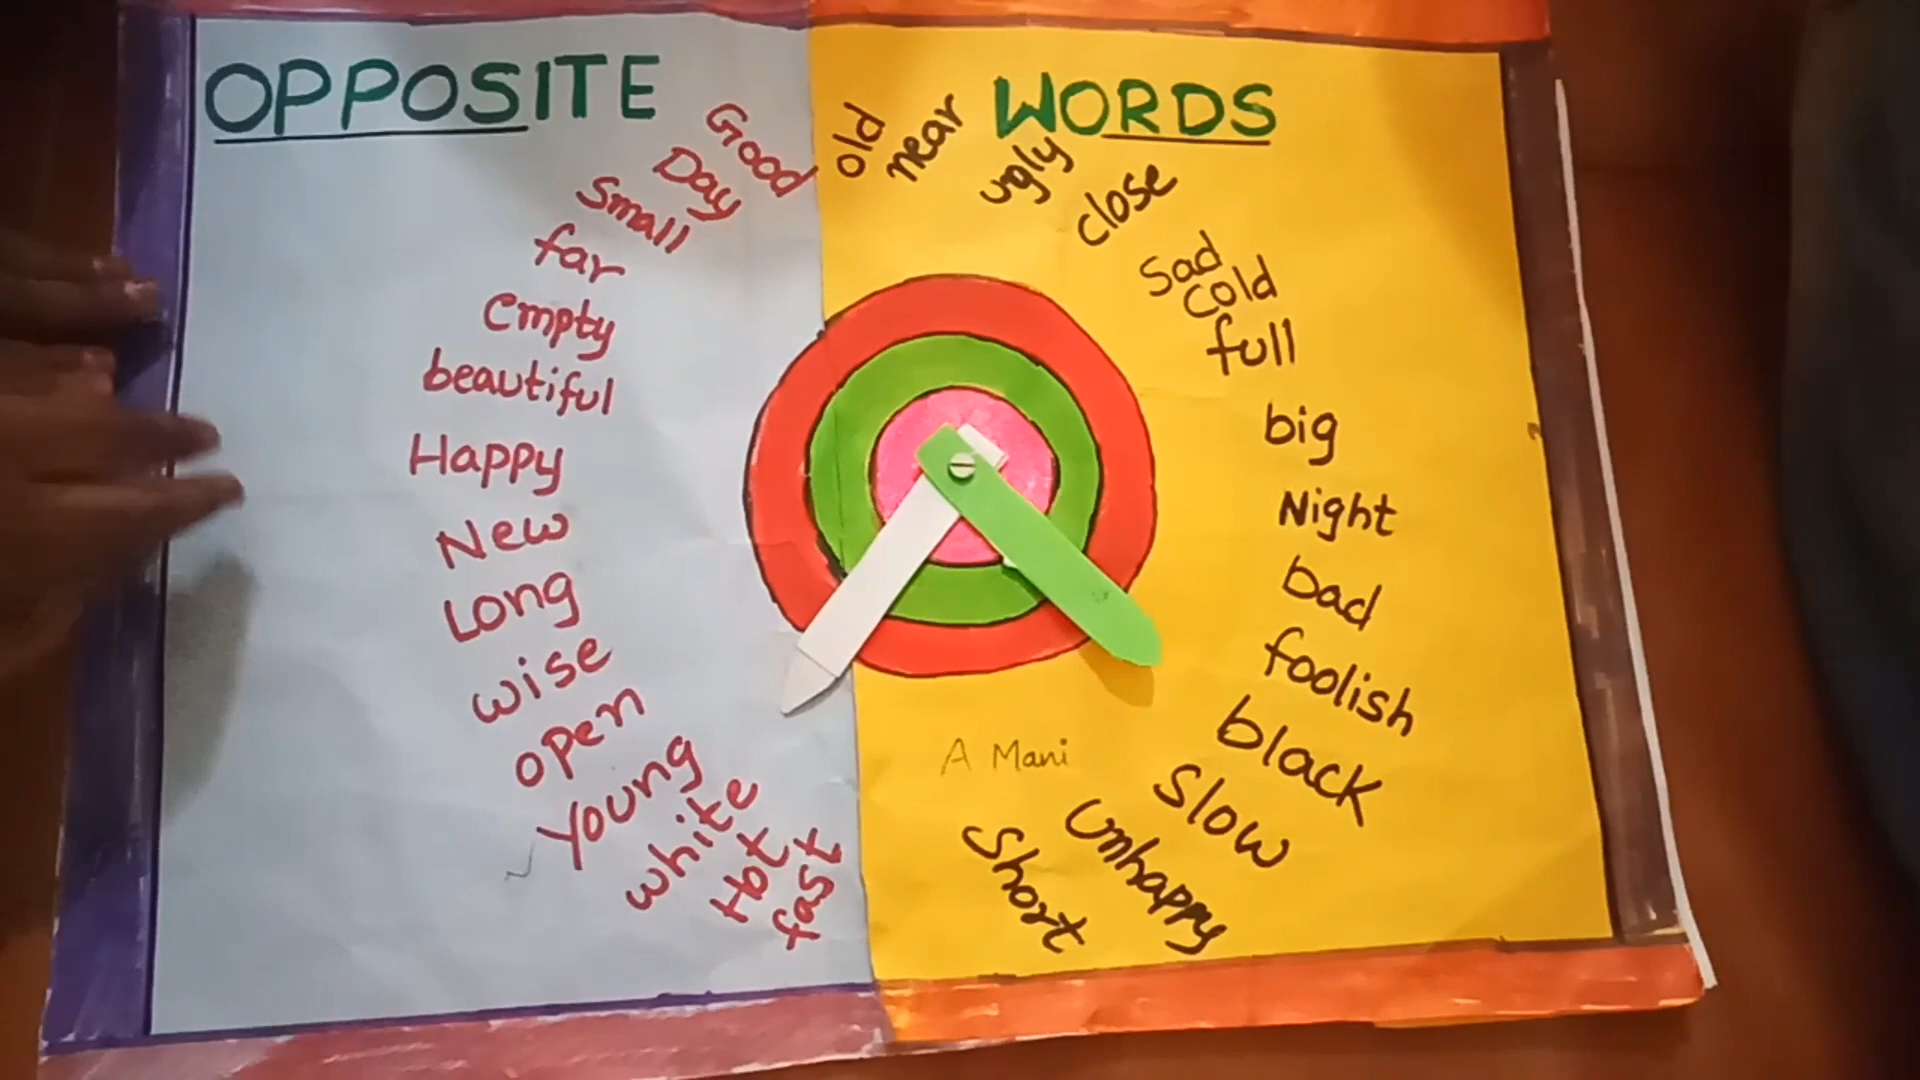 OPPOSITE WORDS
Good
Day
Small
far
Empty
beautiful
Happy
New
Long
wise
open
Young
white
Hot
fast
old
near
ugly
close
Sad
cold
full
big
Night
bad
foolish
black
Slow
Unhappy
Short
A Mani